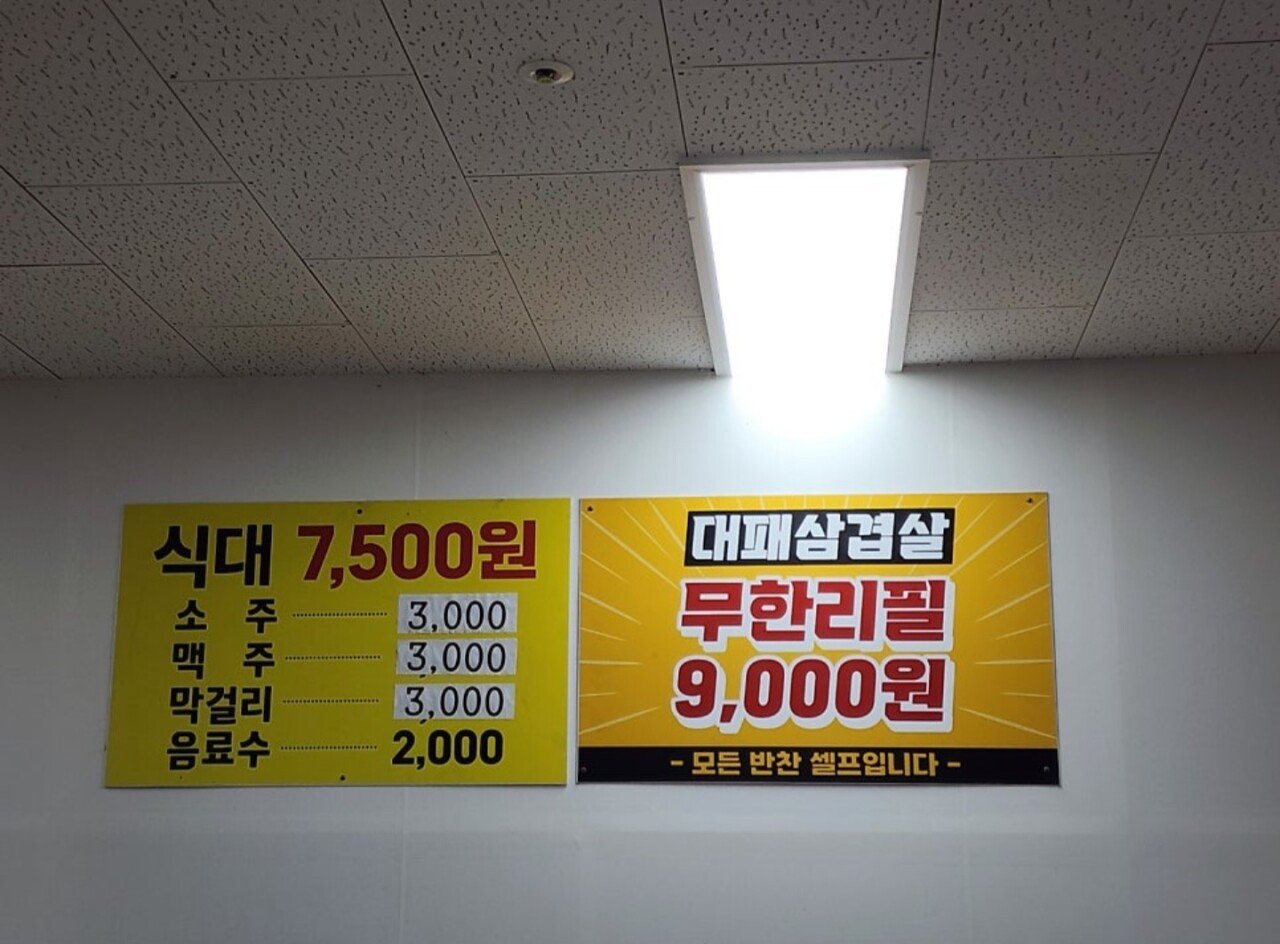 식대 7,500원
소 주 3,000
맥 주 3,000
막걸리 3,000
음료수 2,000
대패삼겹살
무한리필
9,000원
- 모든 반찬 셀프입니다 -